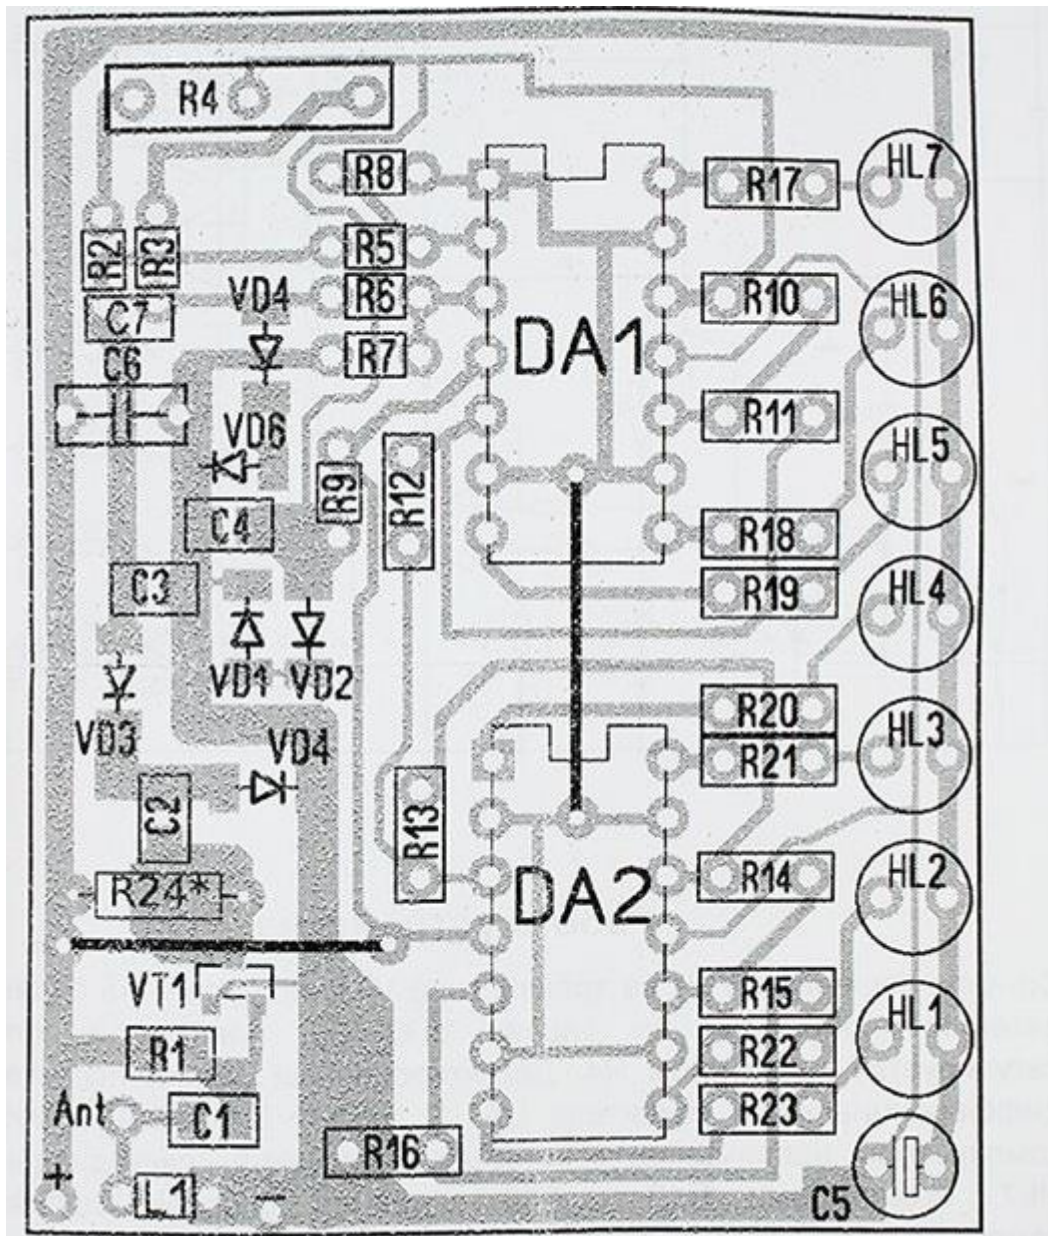 R4
R8
R17
HL7
R2
R3
R5
VD4
R6
R10
HL6
C7
DA1
C6
R7
R11
VD6
R9
R12
HL5
C4
R18
C3
R19
HL4
VD1
VD2
VD3
VD4
R20
HL3
R21
C2
R13
R24*
DA2
R14
HL2
VT1
R15
HL1
R1
R22
Ant
C1
R23
R16
+
L1
-
C5